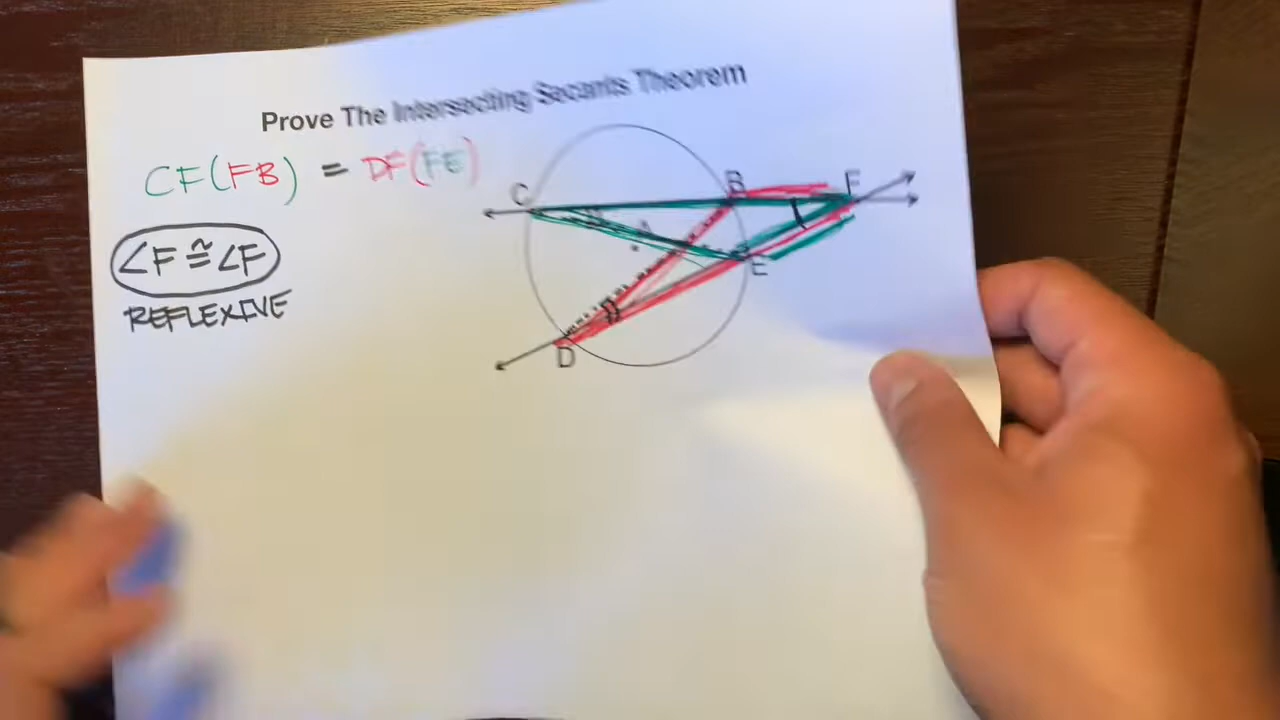 Prove The Intersecting Secants Theorem
CF(FB) = DF(FE)
∠F ≅ ∠F
REFLEXIVE
C
B
F
A
E
D